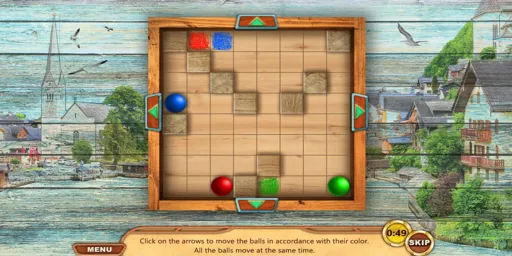 0:49
Click on the arrows to move the balls in accordance with their color.
MENU
SKIP
All the balls move at the same time.